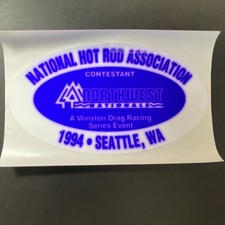 NATIONAL HOT ROD ASSOCIATION
CONTESTANT
NORTHWEST
NATIONALS
A Winston Drag Racing
Series Event
1994 • SEATTLE, WA